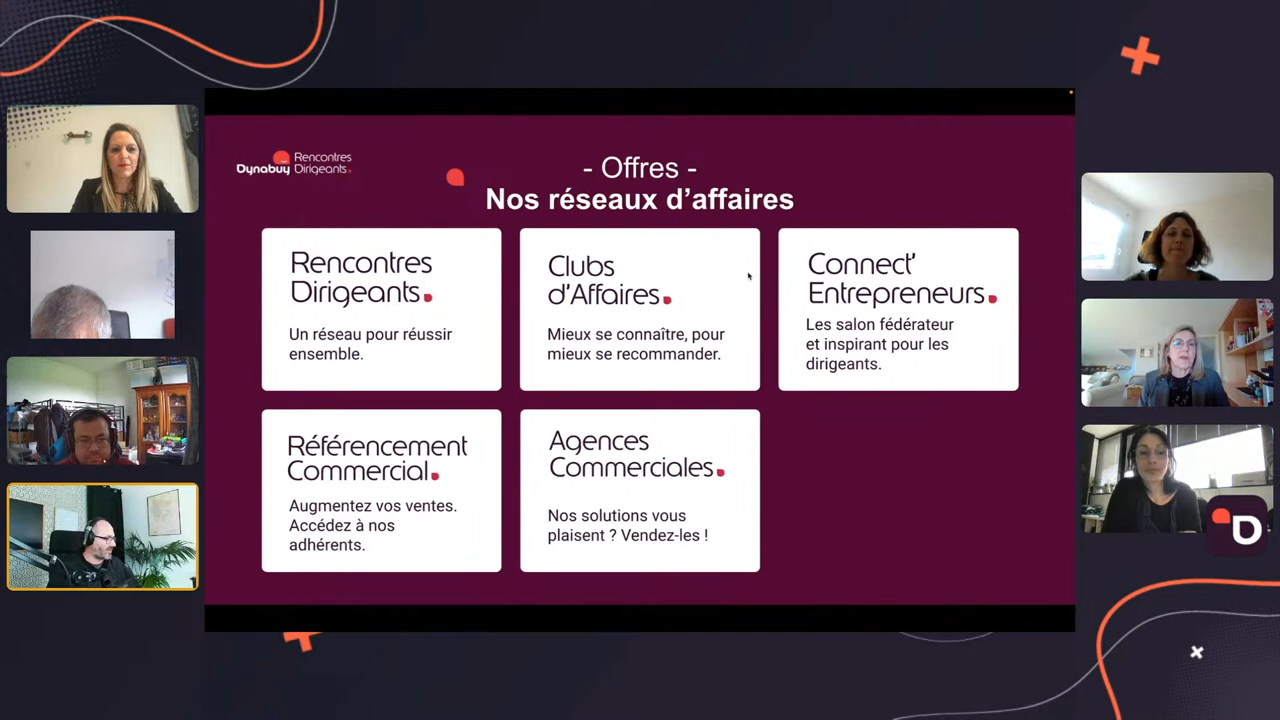 Dynabuy Rencontres
Dirigeants.
- Offres -
Nos réseaux d’affaires
Rencontres
Dirigeants.
Un réseau pour réussir
ensemble.
Clubs
d’Affaires.
Mieux se connaître, pour
mieux se recommander.
Connect’
Entrepreneurs.
Les salon fédérateur
et inspirant pour les
dirigeants.
Référencement
Commercial.
Augmentez vos ventes.
Accédez à nos
adhérents.
Agences
Commerciales.
Nos solutions vous
plaisent ? Vendez-les !
D